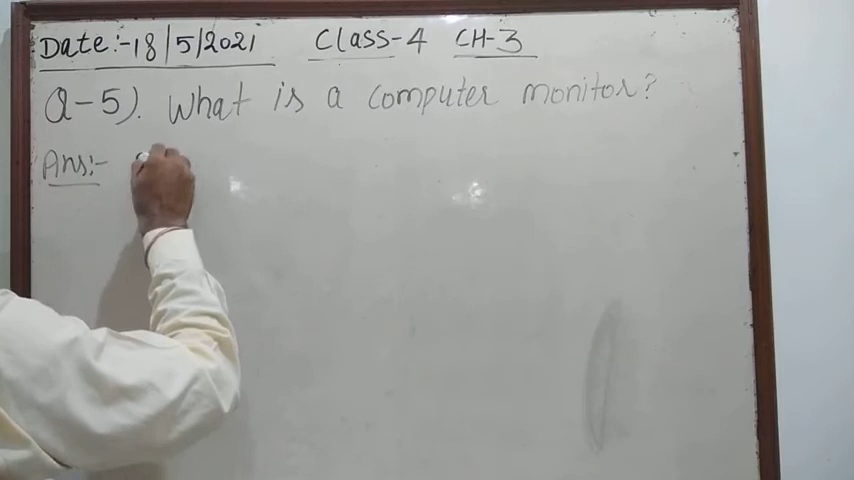 Date:-18/5/2021 Class-4 CH-3
Q-5). What is a computer monitor?
Ans:-